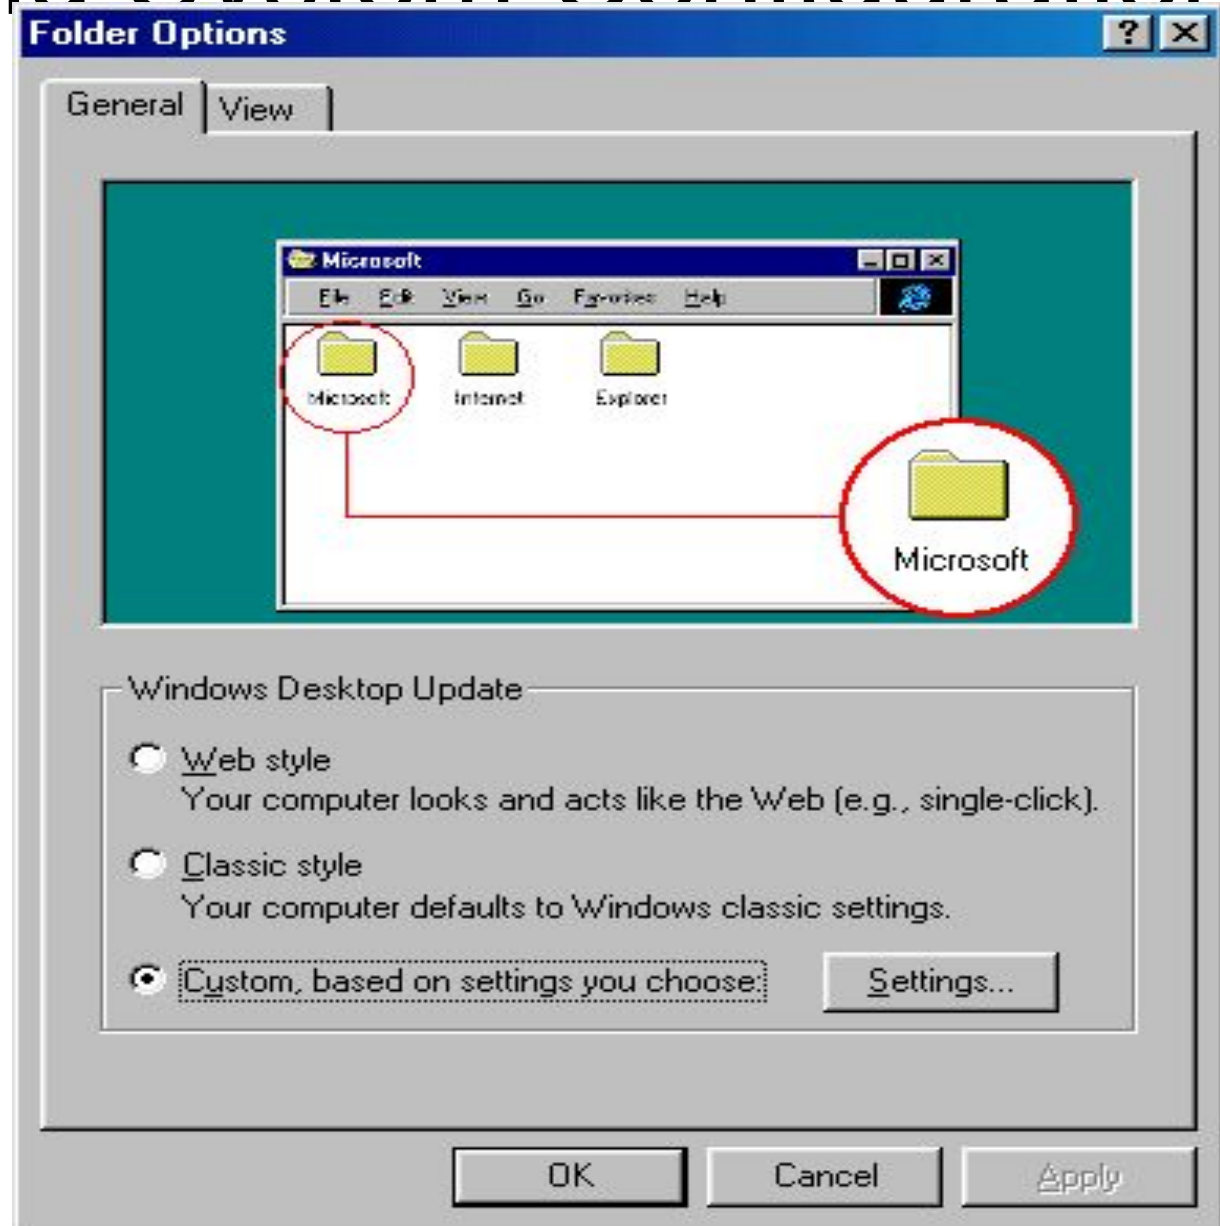 Folder Options
General View
Microsoft
File Edit View Go Favorites Help
Microsoft Internet Explorer
Microsoft
Windows Desktop Update
Web style
Your computer looks and acts like the Web (e.g., single-click).
Classic style
Your computer defaults to Windows classic settings.
Custom, based on settings you choose: Settings...
OK Cancel Apply